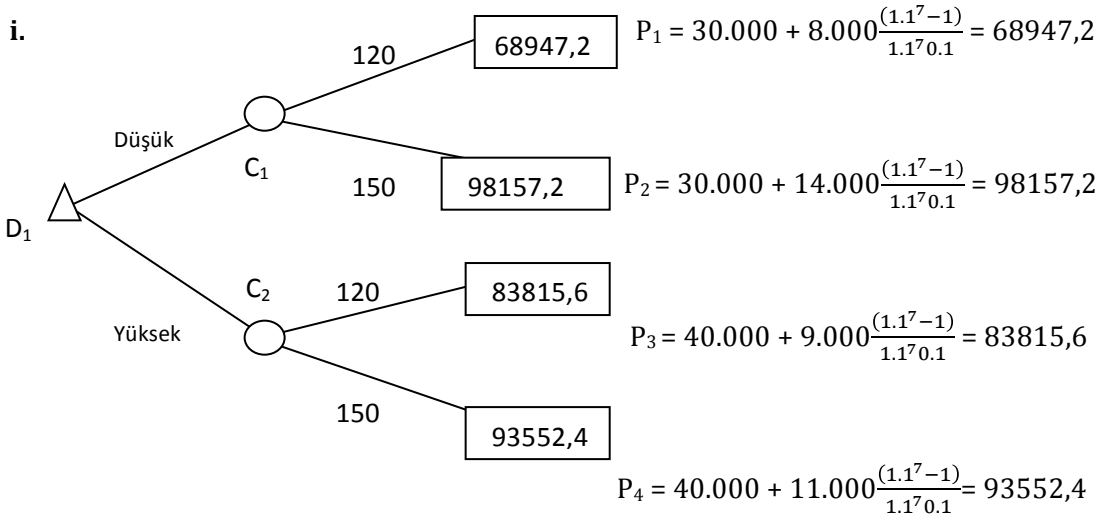 i.
120
68947,2
P₁ = 30.000 + 8.000 (1.1⁷−1)/(1.1⁷0.1) = 68947,2
Düşük
C₁
150
98157,2
P₂ = 30.000 + 14.000 (1.1⁷−1)/(1.1⁷0.1) = 98157,2
D₁
C₂
120
83815,6
Yüksek
P₃ = 40.000 + 9.000 (1.1⁷−1)/(1.1⁷0.1) = 83815,6
150
93552,4
P₄ = 40.000 + 11.000 (1.1⁷−1)/(1.1⁷0.1) = 93552,4